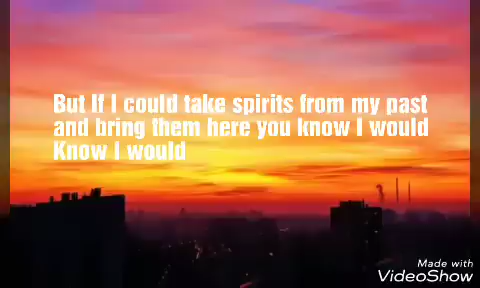 But If I could take spirits from my past
and bring them here you know I would
Know I would
Made with
VideoShow